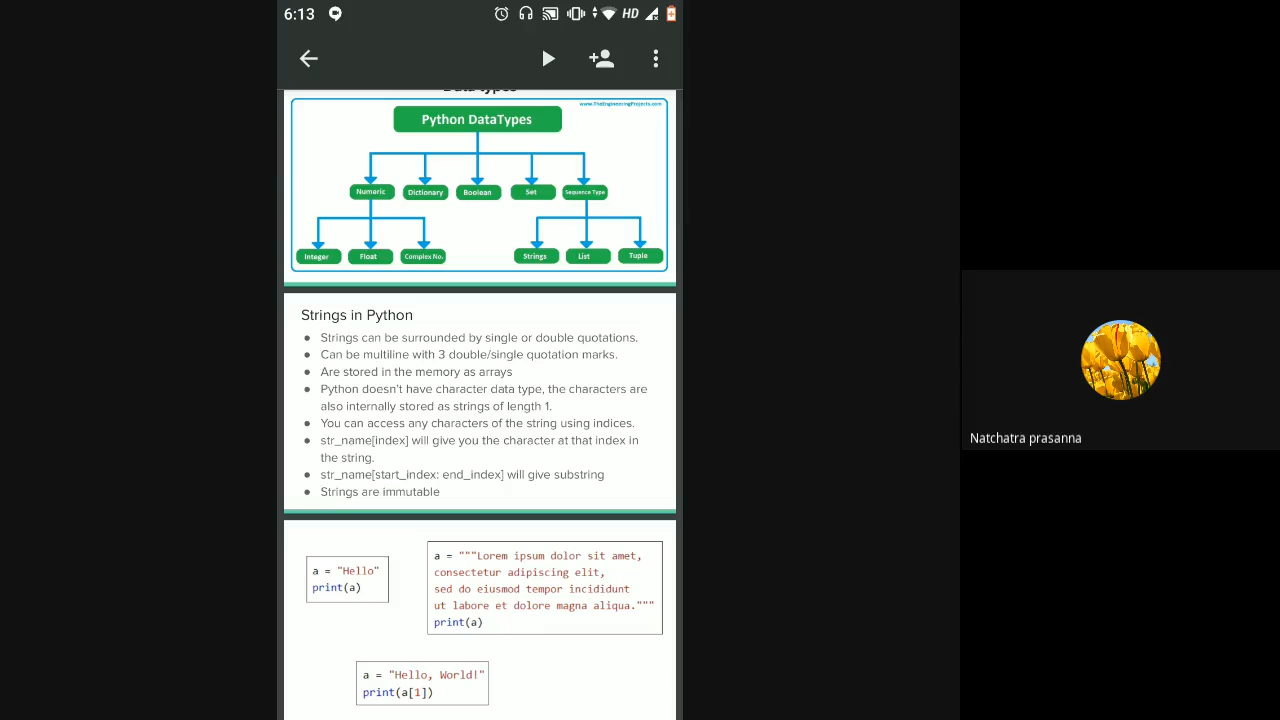 6:13
HD
Data Types
www.TheEngineeringProjects.com
Python DataTypes
Numeric
Dictionary
Boolean
Set
Sequence Type
Integer
Float
Complex No.
Strings
List
Tuple
Strings in Python
● Strings can be surrounded by single or double quotations.
● Can be multiline with 3 double/single quotation marks.
● Are stored in the memory as arrays
● Python doesn't have character data type, the characters are
also internally stored as strings of length 1.
● You can access any characters of the string using indices.
● str_name[index] will give you the character at that index in
the string.
● str_name[start_index: end_index] will give substring
● Strings are immutable
a = "Hello"
print(a)
a = """Lorem ipsum dolor sit amet,
consectetur adipiscing elit,
sed do eiusmod tempor incididunt
ut labore et dolore magna aliqua."""
print(a)
a = "Hello, World!"
print(a[1])
Natchatra prasanna